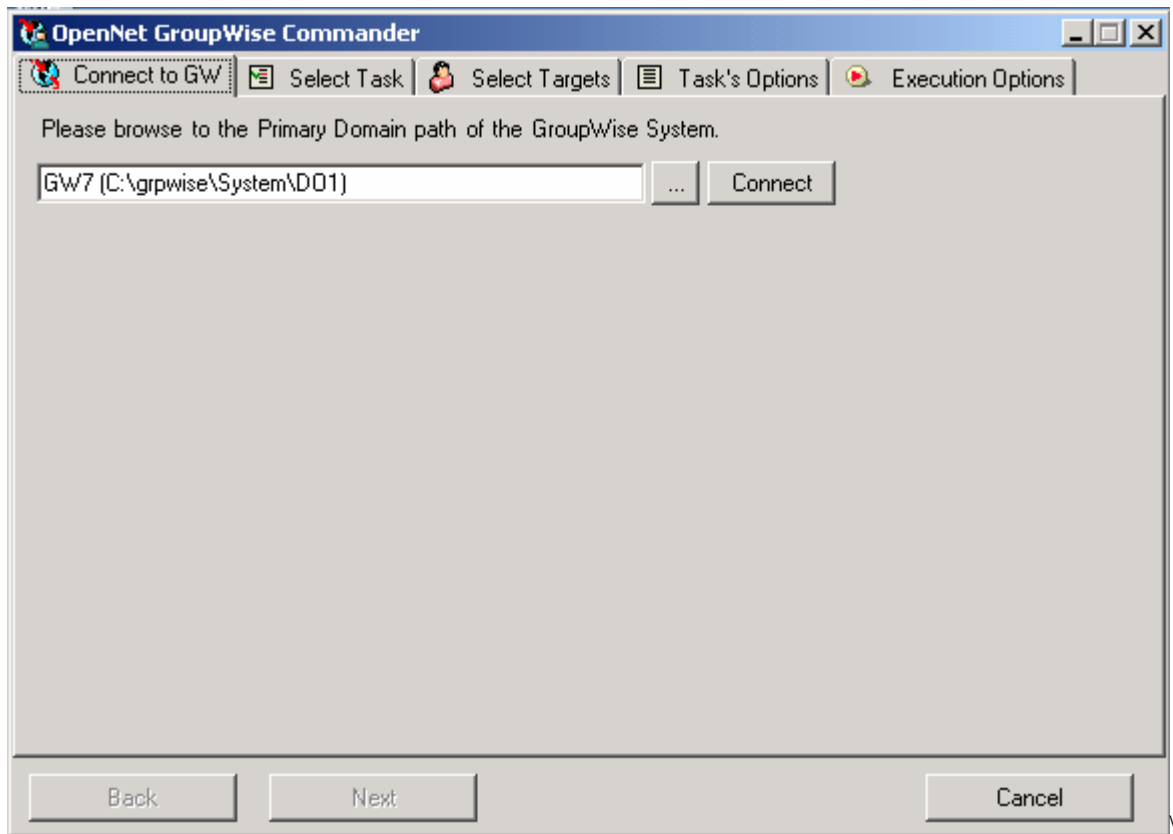 OpenNet GroupWise Commander
Connect to GW Select Task Select Targets Task's Options Execution Options
Please browse to the Primary Domain path of the GroupWise System.
GW7 (C:\grpwise\System\DO1) ... Connect
Back Next Cancel